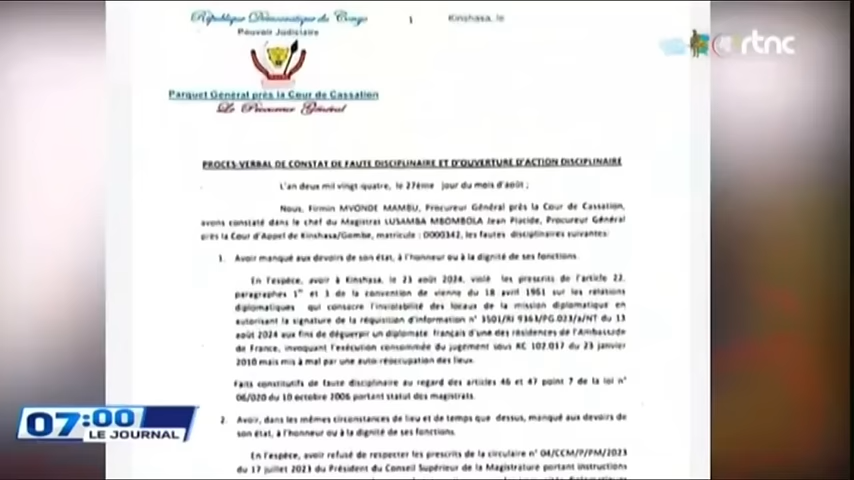 République Démocratique du Congo
1
Kinshasa, le
Pouvoir Judiciaire
rtnc
Parquet Général près la Cour de Cassation
Le Procureur Général
PROCES-VERBAL DE CONSTAT DE FAUTE DISCIPLINAIRE ET D'OUVERTURE D'ACTION DISCIPLINAIRE
L'an deux mil vingt-quatre, le 27ème jour du mois d'août ;
Nous, Firmin MVONDE MAMBU, Procureur Général près la Cour de Cassation,
avons constaté dans le chef du Magistrat LUSAMBA MBOMBOLA Jean Placide, Procureur Général
près la Cour d'Appel de Kinshasa/Gombe, matricule : 0000342, les fautes disciplinaires suivantes:
1. Avoir manqué aux devoirs de son état, à l'honneur ou à la dignité de ses fonctions.
En l'espèce, avoir à Kinshasa, le 23 août 2024, violé les prescrits de l'article 22,
paragraphes 1er et 3 de la convention de vienne du 18 avril 1961 sur les relations
diplomatiques qui consacre l'inviolabilité des locaux de la mission diplomatique en
autorisant la signature de la réquisition d'information n° 3501/RI 9363/PG.023/a/NT du 13
août 2024 aux fins de déguerpir un diplomate français d'une des résidences de l'Ambassade
de France, invoquant l'exécution consommée du jugement sous RC 102.017 du 23 janvier
2010 mais mis à mal par une auto-réoccupation des lieux.
Faits constitutifs de faute disciplinaire au regard des articles 46 et 47 point 7 de la loi n°
06/020 du 10 octobre 2006 portant statut des magistrats.
2. Avoir, dans les mêmes circonstances de lieu et de temps que dessus, manqué aux devoirs de
son état, à l'honneur ou à la dignité de ses fonctions.
En l'espèce, avoir refusé de respecter les prescrits de la circulaire n° 04/CCM/P/PM/2023
du 17 juillet 2023 du Président du Conseil Supérieur de la Magistrature portant instructions
07:00
LE JOURNAL